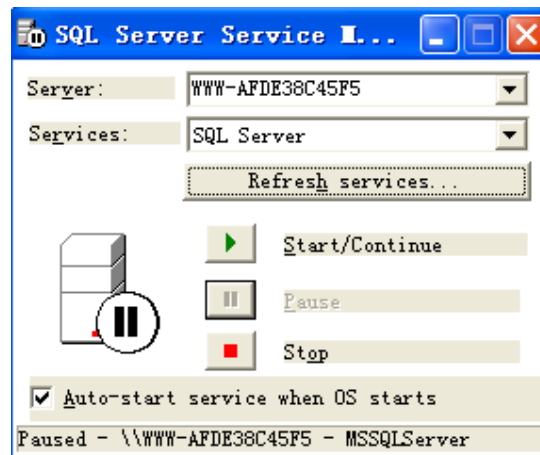 SQL Server Service M...
Server: WWW-AFDE38C45F5
Services: SQL Server
Refresh services...
Start/Continue
Pause
Stop
Auto-start service when OS starts
Paused - \\WWW-AFDE38C45F5 - MSSQLServer